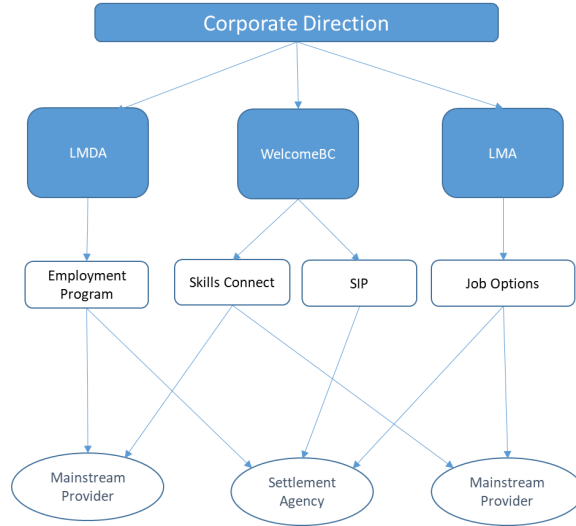 Corporate Direction
LMDA
WelcomeBC
LMA
Employment
Program
Skills Connect
SIP
Job Options
Mainstream
Provider
Settlement
Agency
Mainstream
Provider